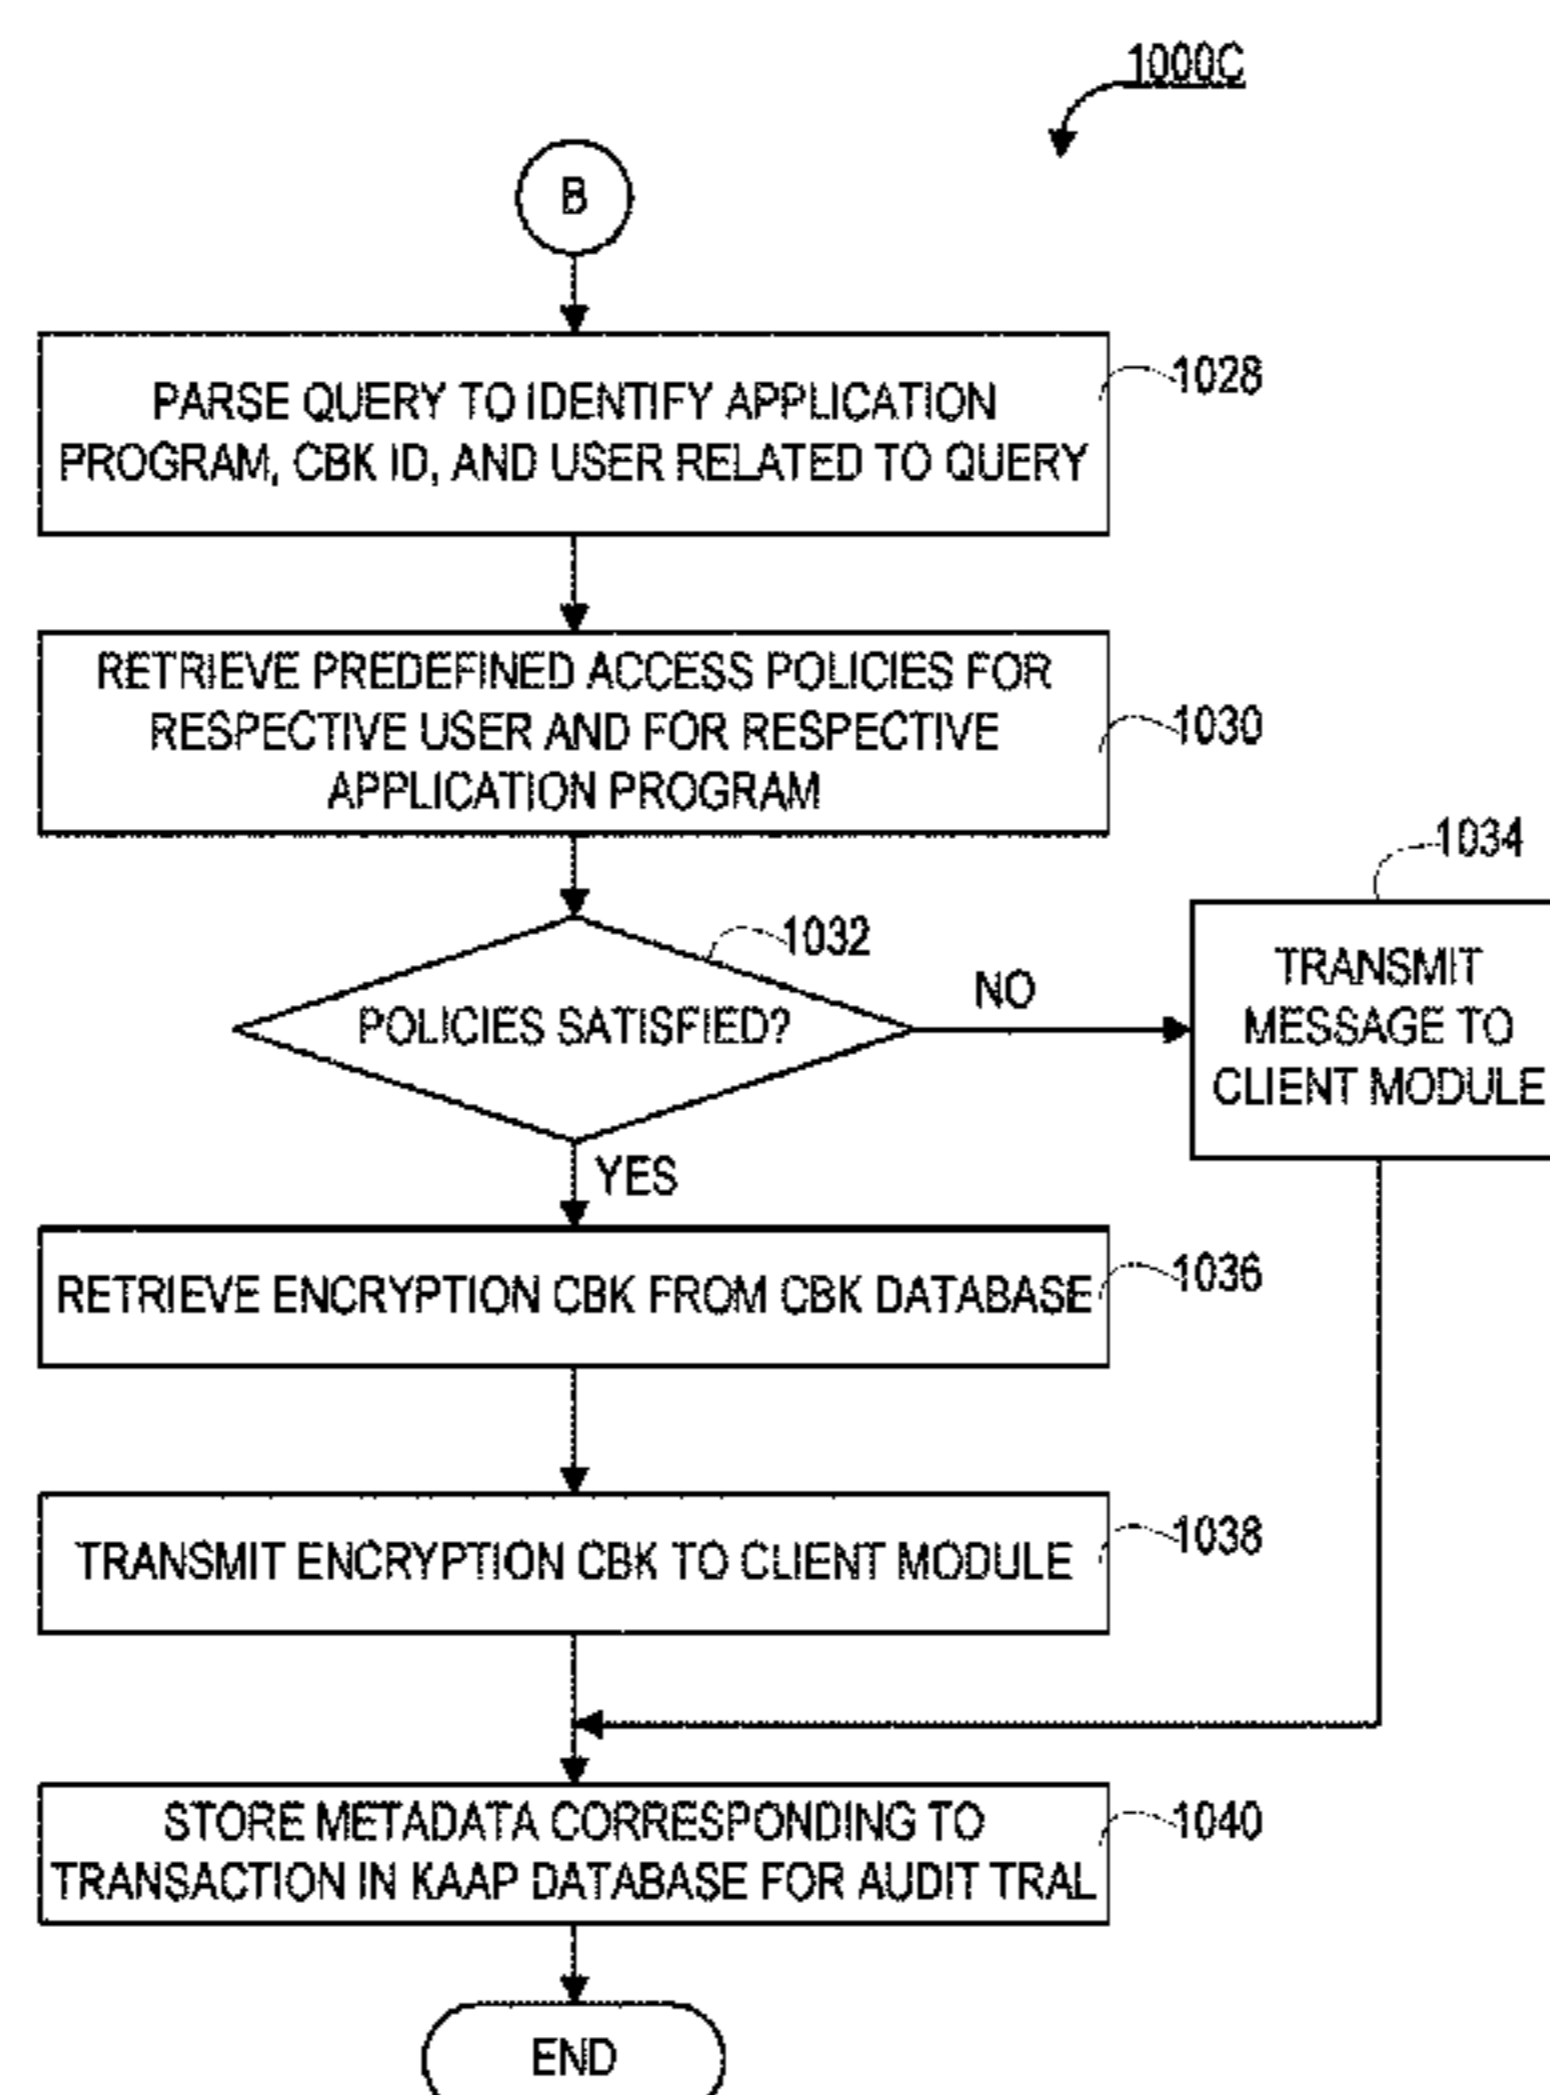 1000C
B
PARSE QUERY TO IDENTIFY APPLICATION
PROGRAM, CBK ID, AND USER RELATED TO QUERY
1028
RETRIEVE PREDEFINED ACCESS POLICIES FOR
RESPECTIVE USER AND FOR RESPECTIVE
APPLICATION PROGRAM
1030
1034
1032
POLICIES SATISFIED?
NO
TRANSMIT
MESSAGE TO
CLIENT MODULE
YES
RETRIEVE ENCRYPTION CBK FROM CBK DATABASE
1036
TRANSMIT ENCRYPTION CBK TO CLIENT MODULE
1038
STORE METADATA CORRESPONDING TO
TRANSACTION IN KAAP DATABASE FOR AUDIT TRAL
1040
END